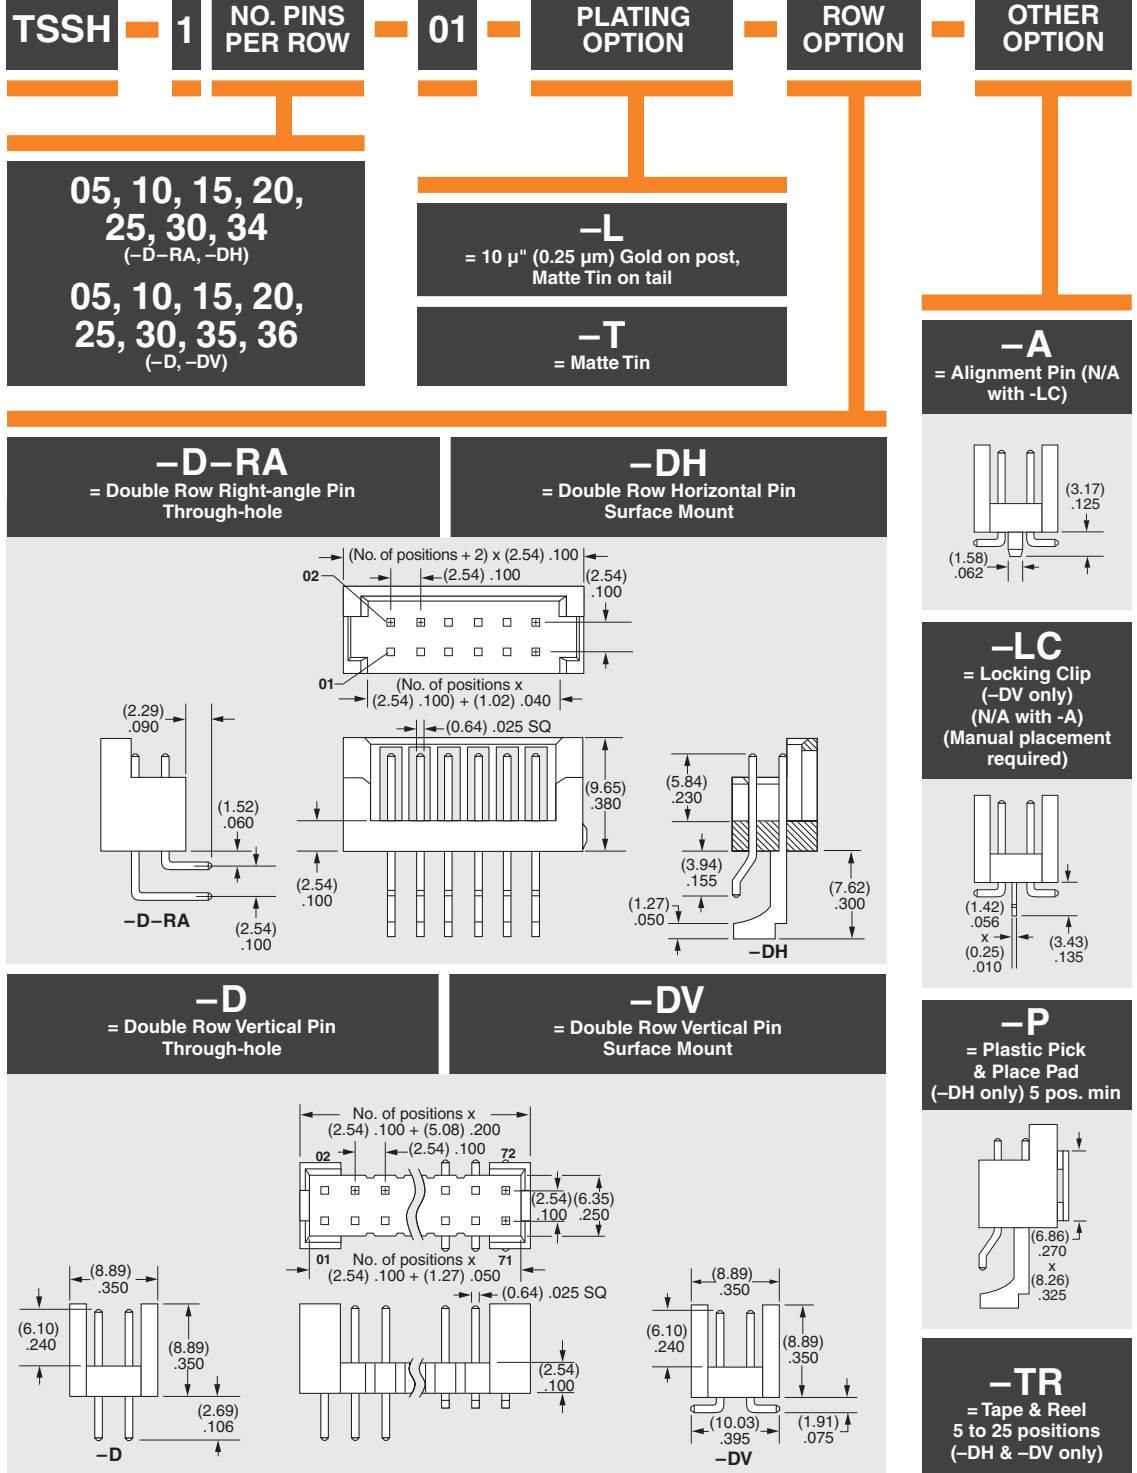 TSSH
1
NO. PINS
PER ROW
01
PLATING
OPTION
ROW
OPTION
OTHER
OPTION
05, 10, 15, 20,
25, 30, 34
(–D–RA, –DH)
05, 10, 15, 20,
25, 30, 35, 36
(–D, –DV)
–L
= 10 µ" (0.25 µm) Gold on post,
Matte Tin on tail
–T
= Matte Tin
–A
= Alignment Pin (N/A
with -LC)
(3.17)
.125
(1.58)
.062
–LC
= Locking Clip
(–DV only)
(N/A with -A)
(Manual placement
required)
(1.42)
.056
x
(0.25)
.010
(3.43)
.135
–P
= Plastic Pick
& Place Pad
(–DH only) 5 pos. min
(6.86)
.270
x
(8.26)
.325
–TR
= Tape & Reel
5 to 25 positions
(–DH & –DV only)
–D–RA
= Double Row Right-angle Pin
Through-hole
–DH
= Double Row Horizontal Pin
Surface Mount
(No. of positions + 2) x (2.54) .100
02
(2.54) .100
(2.54)
.100
01
(No. of positions x
(2.54) .100) + (1.02) .040
(2.29)
.090
(0.64) .025 SQ
(1.52)
.060
(9.65)
.380
(5.84)
.230
(2.54)
.100
(3.94)
.155
(7.62)
.300
(1.27)
.050
–D–RA
(2.54)
.100
–DH
–D
= Double Row Vertical Pin
Through-hole
–DV
= Double Row Vertical Pin
Surface Mount
No. of positions x
(2.54) .100 + (5.08) .200
02
(2.54) .100
72
(2.54)
.100
(6.35)
.250
01
No. of positions x
(2.54) .100 + (1.27) .050
71
(8.89)
.350
(0.64) .025 SQ
(8.89)
.350
(6.10)
.240
(8.89)
.350
(2.54)
.100
(6.10)
.240
(8.89)
.350
(2.69)
.106
–D
(10.03)
.395
(1.91)
.075
–DV